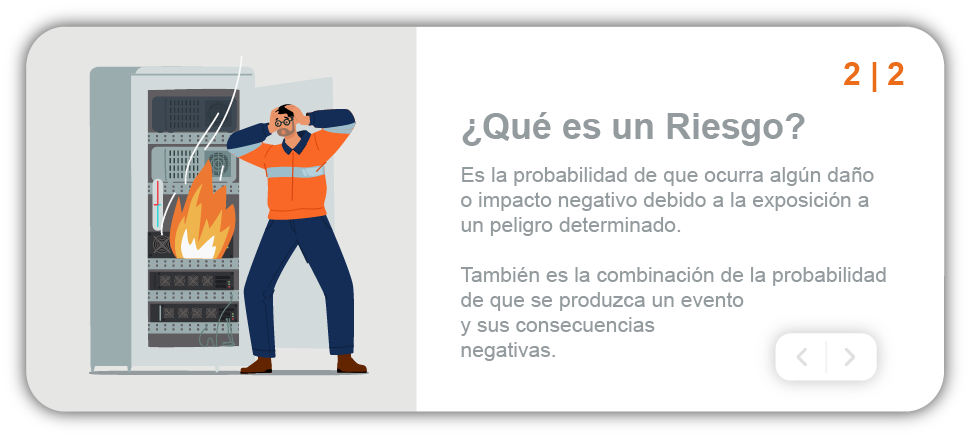 2 | 2
¿Qué es un Riesgo?
Es la probabilidad de que ocurra algún daño
o impacto negativo debido a la exposición a
un peligro determinado.
También es la combinación de la probabilidad
de que se produzca un evento
y sus consecuencias
negativas.